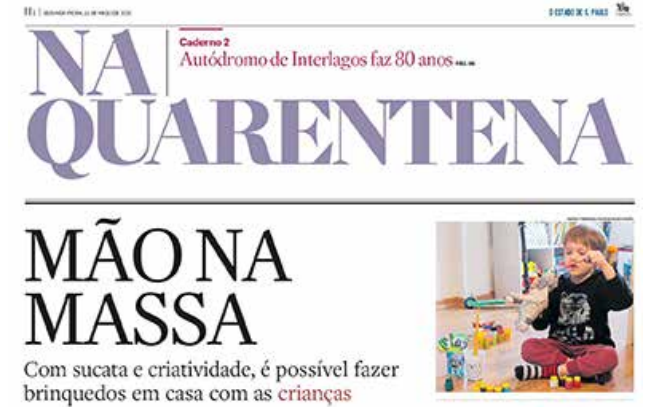 O ESTADO DE S. PAULO
Caderno 2
Autódromo de Interlagos faz 80 anos
NA
QUARENTENA
MÃO NA
MASSA
Com sucata e criatividade, é possível fazer
brinquedos em casa com as crianças